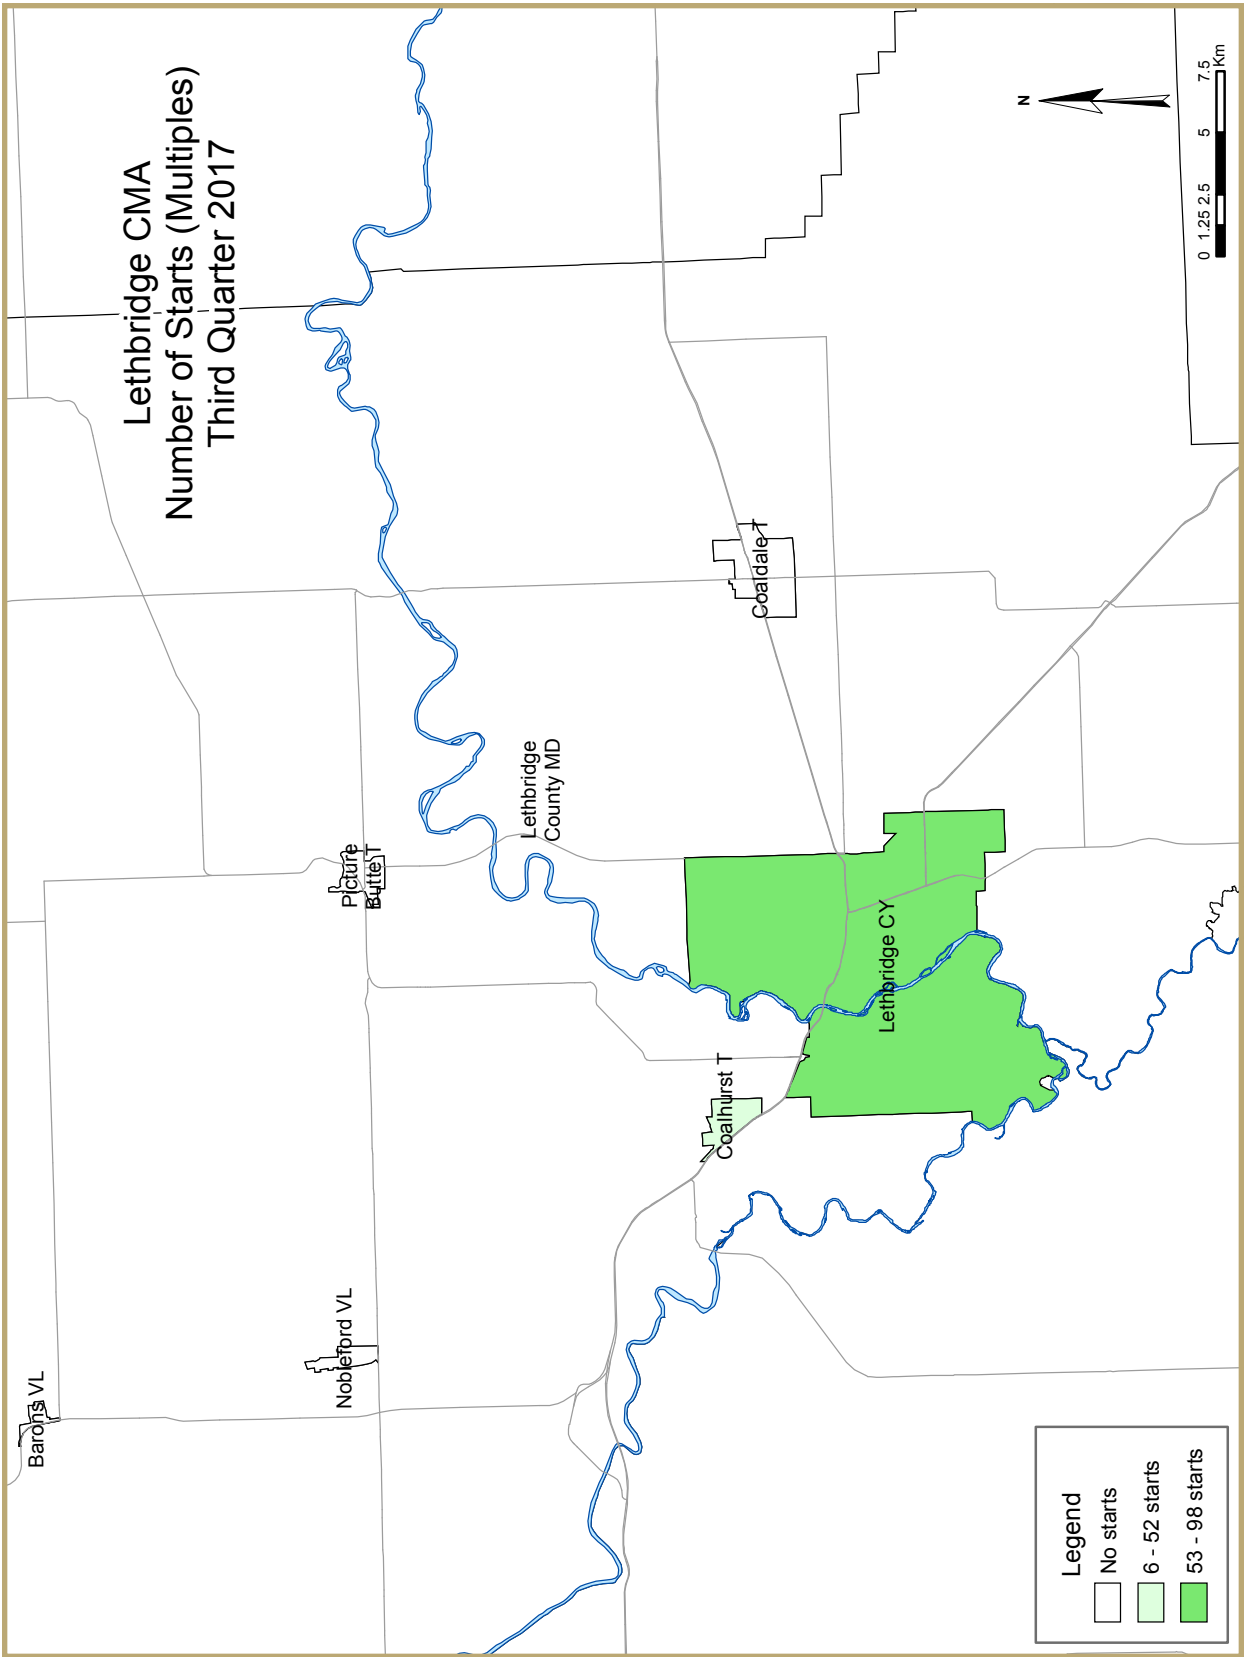 Lethbridge CMA
Number of Starts (Multiples)
Third Quarter 2017
Barons VL
Nobleford VL
Picture
Butte T
Lethbridge
County MD
Coalhurst T
Coaldale T
Lethbridge CY
N
0 1.25 2.5 5 7.5
Km
Legend
No starts
6 - 52 starts
53 - 98 starts